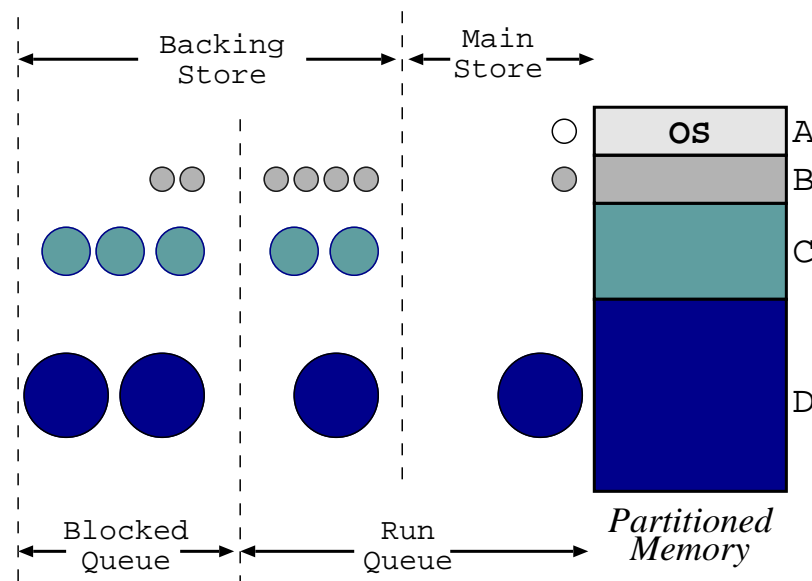 Backing
Store
Main
Store
OS
A
B
C
D
Blocked
Queue
Run
Queue
Partitioned
Memory